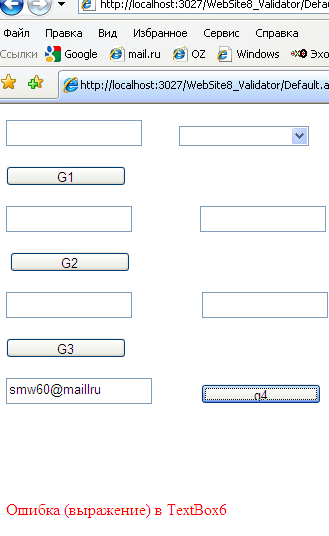 http://localhost:3027/WebSite8_Validator/Defau
Файл Правка Вид Избранное Сервис Справка
Ссылки Google mail.ru OZ Windows Эхо
http://localhost:3027/WebSite8_Validator/Default.a
G1
G2
G3
smw60@maillru
g4
Ошибка (выражение) в TextBox6